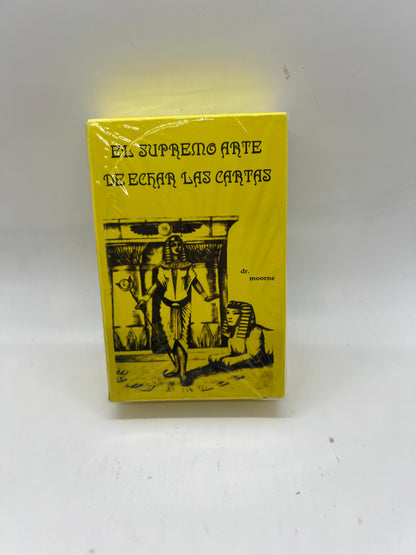 EL SUPREMO ARTE
DE ECHAR LAS CARTAS
dr.
moorne